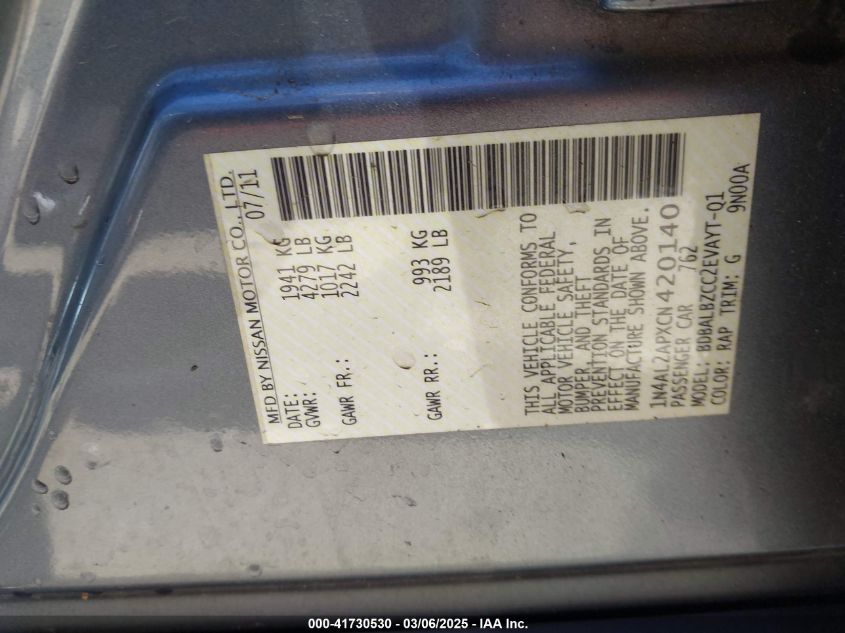 MFD BY NISSAN MOTOR CO., LTD.
DATE: 07/11
GVWR: 1941 KG
4279 LB
GAWR FR.: 1017 KG
2242 LB
GAWR RR.: 993 KG
2189 LB
THIS VEHICLE CONFORMS TO
ALL APPLICABLE FEDERAL
MOTOR VEHICLE SAFETY,
BUMPER, AND THEFT
PREVENTION STANDARDS IN
EFFECT ON THE DATE OF
MANUFACTURE SHOWN ABOVE.
1N4AL2APXCN420140
PASSENGER CAR 762
MODEL: BDBALBZCC2EVAYT-Q1
COLOR: RAP TRIM: G 9N00A
000-41730530 - 03/06/2025 - IAA Inc.